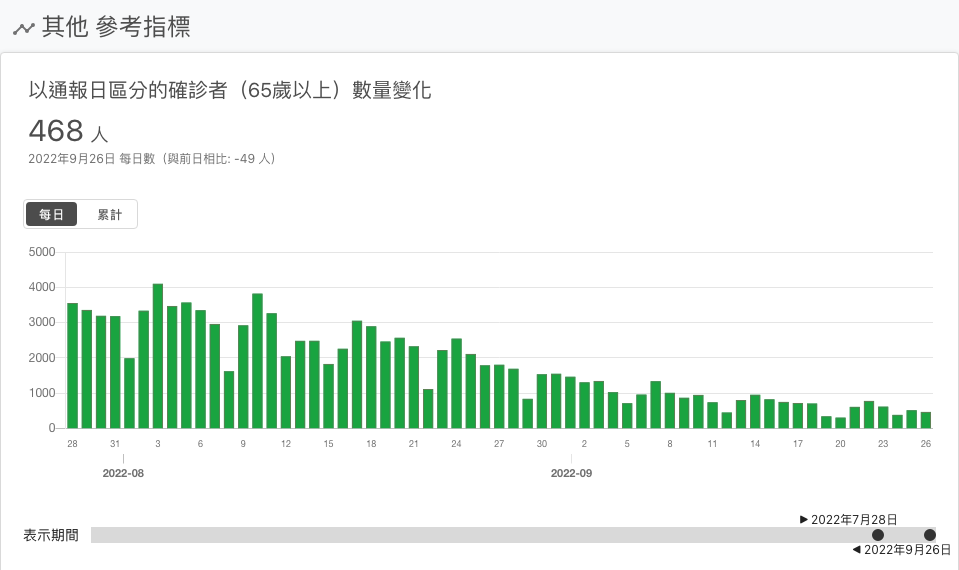 其他 參考指標
以通報日區分的確診者（65歲以上）數量變化
468 人
2022年9月26日 每日數（與前日相比: -49 人）
每日 累計
5000
4000
3000
2000
1000
0
28 31 3 6 9 12 15 18 21 24 27 30 2 5 8 11 14 17 20 23 26
2022-08 2022-09
2022年7月28日
表示期間
2022年9月26日